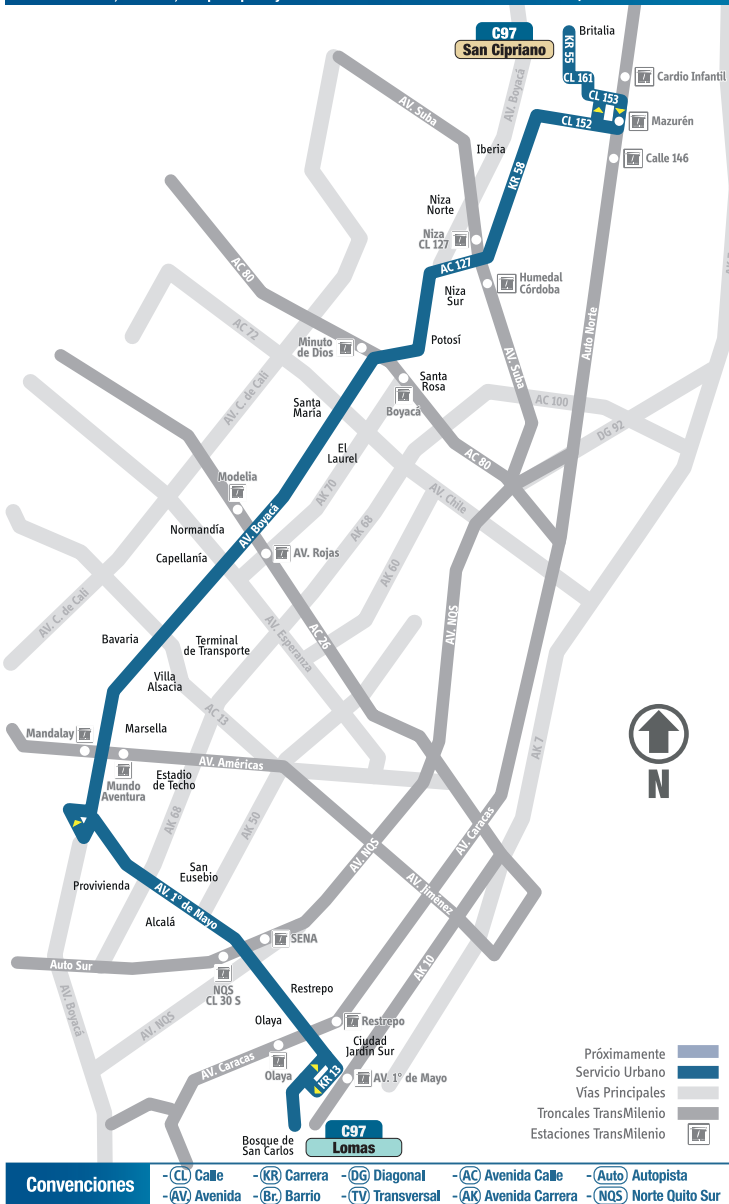 C97
San Cipriano
Britalia
KR 55
CL 161
CL 153
CL 152
Cardio Infantil
Mazurén
Calle 146
AV. Boyacá
AV. Suba
Iberia
KR 58
Niza
Norte
Niza
CL 127
AC 127
Humedal
Córdoba
Niza
Sur
AC 80
AC 72
Minuto
de Dios
Potosí
Auto Norte
AV. Suba
Santa
Rosa
Boyacá
AV. C. de Cali
Santa
María
AC 100
DG 92
El
Laurel
AC 80
Modelia
AK 70
AV. Chile
Normandía
AV. Boyacá
AK 68
Capellanía
AV. Rojas
AK 60
AV. C. de Cali
AV. Esperanza
AC 26
AV. NQS
Bavaria
Terminal
de Transporte
Villa
Alsacia
AC 13
Mandalay
Marsella
AV. Américas
Mundo
Aventura
Estadio
de Techo
AK 7
N
AK 68
AK 50
AV. Caracas
AV. NQS
San
Eusebio
Provivienda
AV. 1° de Mayo
AV. Jiménez
Alcalá
SENA
Auto Sur
NQS
CL 30 S
AK 10
AV. Boyacá
Restrepo
AV. NQS
Olaya
Restrepo
Ciudad
Jardín Sur
AV. Caracas
Olaya
KR 13
AV. 1° de Mayo
Bosque de
San Carlos
C97
Lomas
Próximamente
Servicio Urbano
Vías Principales
Troncales TransMilenio
Estaciones TransMilenio
Convenciones
- CL Calle - KR Carrera - DG Diagonal - AC Avenida Calle - Auto Autopista
- AV. Avenida - Br. Barrio - TV Transversal - AK Avenida Carrera - NQS Norte Quito Sur